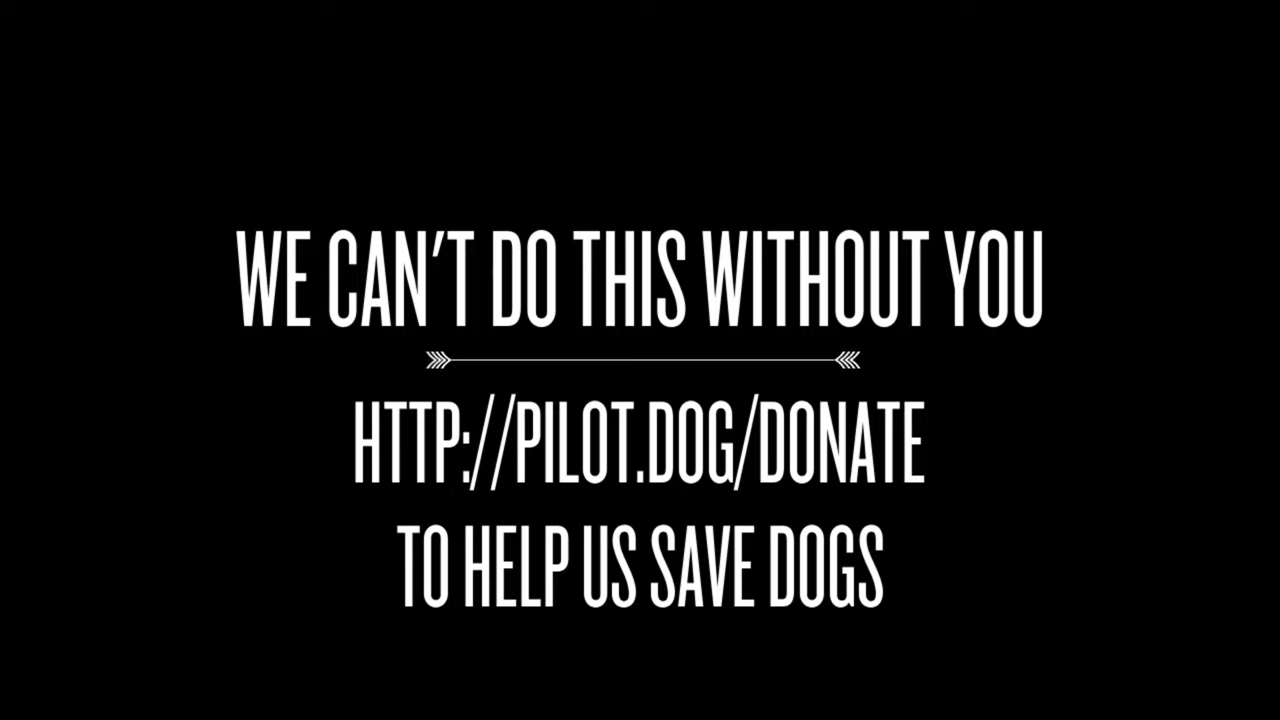 WE CAN'T DO THIS WITHOUT YOU
HTTP://PILOT.DOG/DONATE
TO HELP US SAVE DOGS